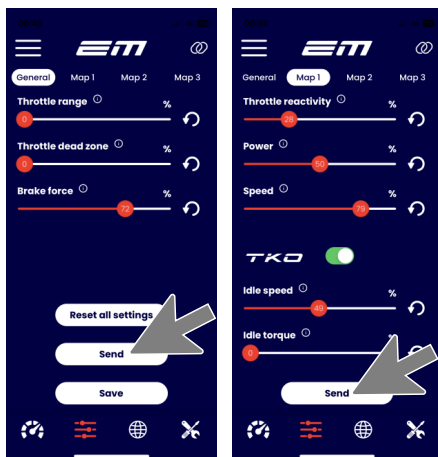 EM
General Map 1 Map 2 Map 3
Throttle range %
0
Throttle dead zone %
0
Brake force %
72
Reset all settings
Send
Save
EM
General Map 1 Map 2 Map 3
Throttle reactivity %
28
Power %
50
Speed %
79
TKO
Idle speed %
49
Idle torque %
0
Send